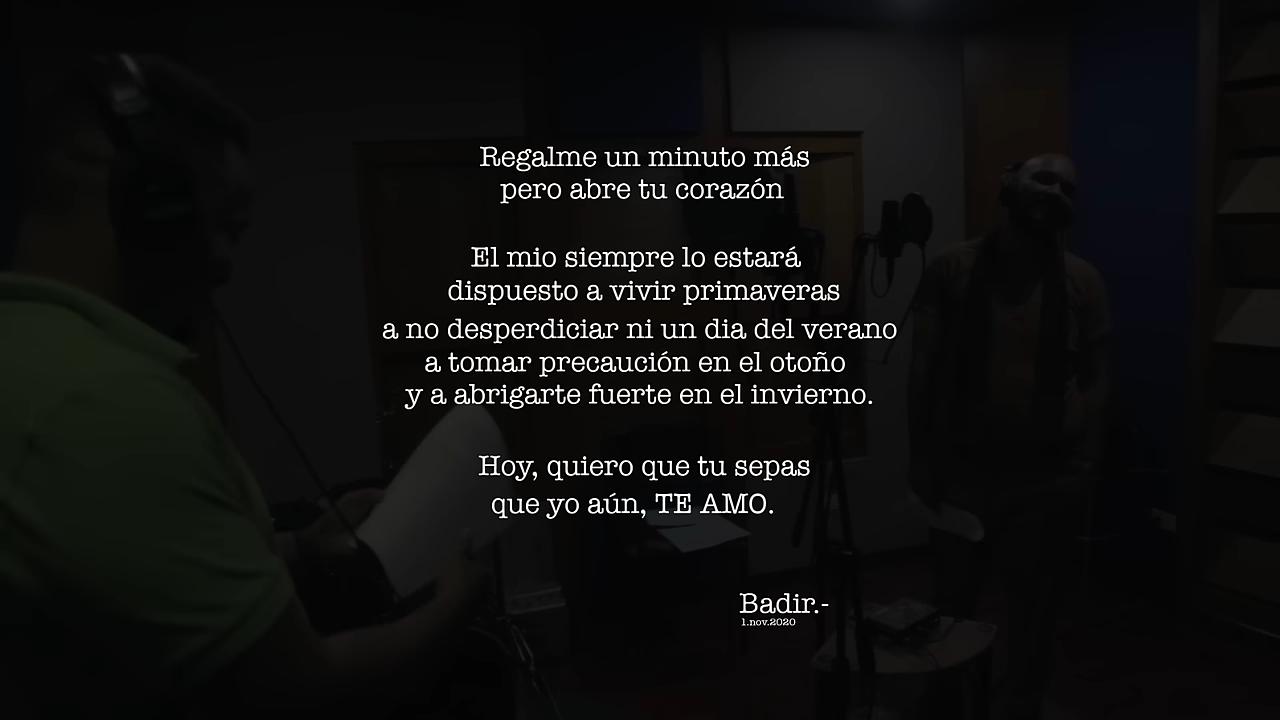 Regalme un minuto más
pero abre tu corazón
El mio siempre lo estará
dispuesto a vivir primaveras
a no desperdiciar ni un dia del verano
a tomar precaución en el otoño
y a abrigarte fuerte en el invierno.
Hoy, quiero que tu sepas
que yo aún, TE AMO.
Badir.-
1.nov.2020